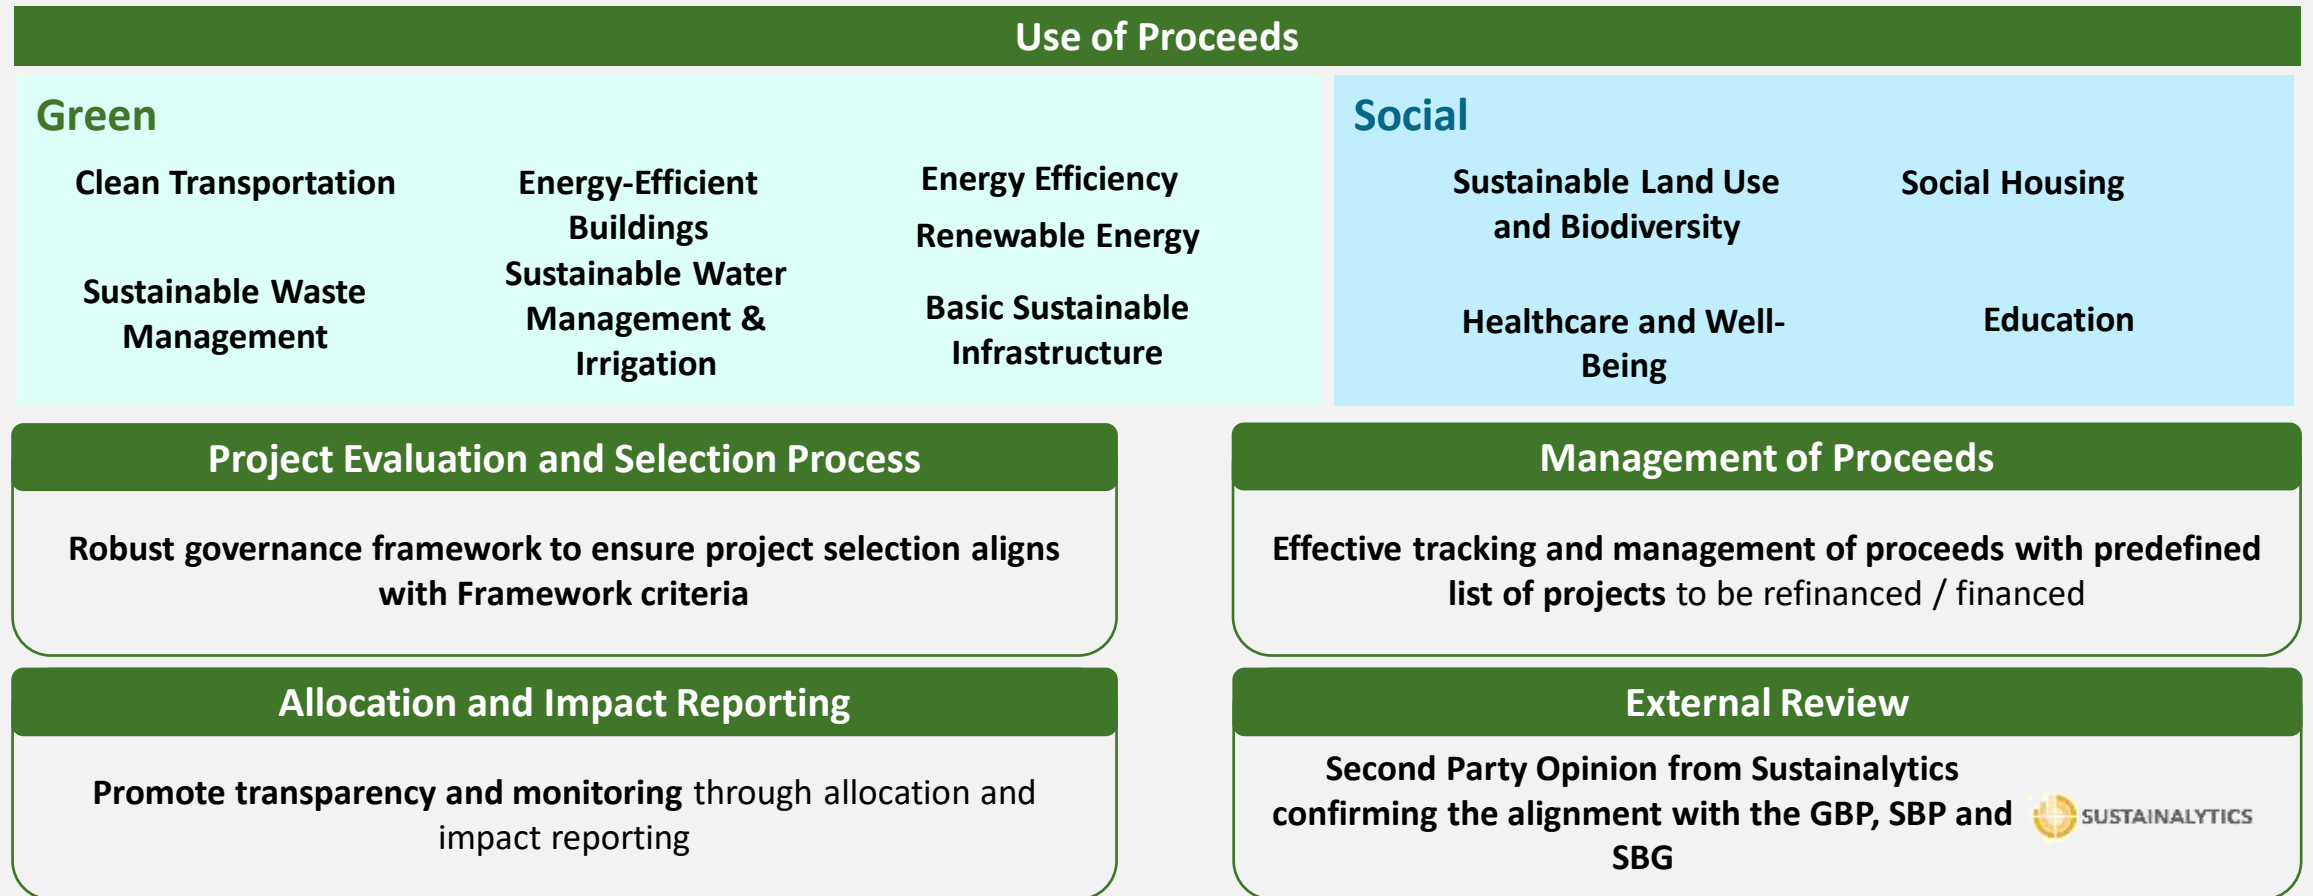 Use of Proceeds
Green
Clean Transportation
Energy-Efficient
Buildings
Energy Efficiency
Renewable Energy
Sustainable Waste
Management
Sustainable Water
Management &
Irrigation
Basic Sustainable
Infrastructure
Social
Sustainable Land Use
and Biodiversity
Social Housing
Healthcare and Well-
Being
Education
Project Evaluation and Selection Process
Robust governance framework to ensure project selection aligns
with Framework criteria
Management of Proceeds
Effective tracking and management of proceeds with predefined
list of projects to be refinanced / financed
Allocation and Impact Reporting
Promote transparency and monitoring through allocation and
impact reporting
External Review
Second Party Opinion from Sustainalytics
confirming the alignment with the GBP, SBP and
SBG
SUSTAINALYTICS